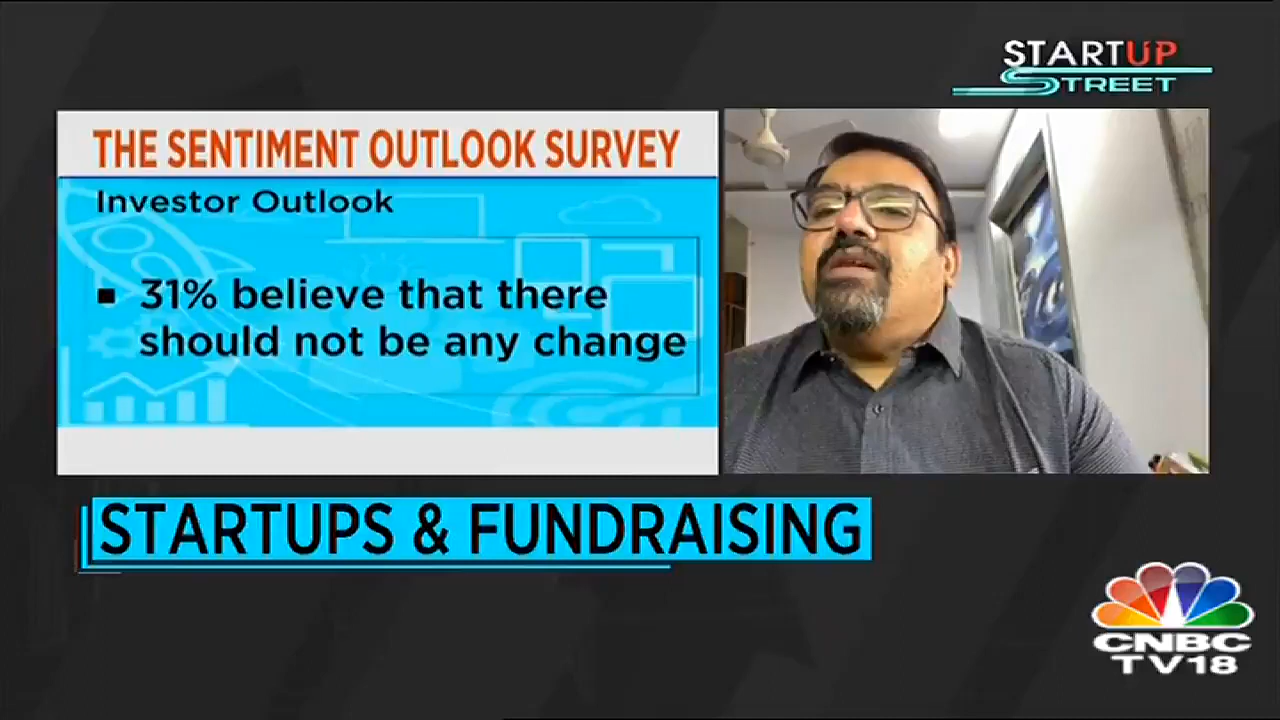 STARTUP
STREET
THE SENTIMENT OUTLOOK SURVEY
Investor Outlook
31% believe that there
should not be any change
STARTUPS & FUNDRAISING
CNBC
TV18